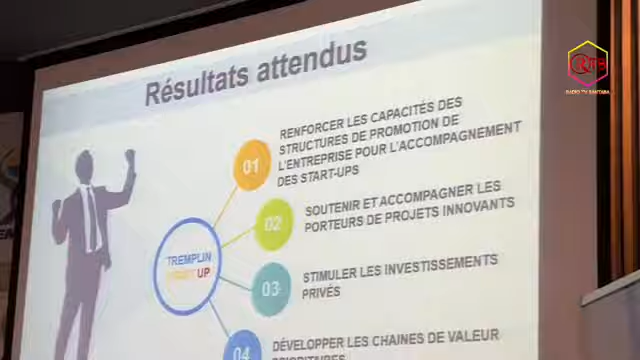 Résultats attendus
01
RENFORCER LES CAPACITÉS DES
STRUCTURES DE PROMOTION DE
L'ENTREPRISE POUR L'ACCOMPAGNEMENT
DES START-UPS
02
SOUTENIR ET ACCOMPAGNER LES
PORTEURS DE PROJETS INNOVANTS
TREMPLIN
START UP
03
STIMULER LES INVESTISSEMENTS
PRIVÉS
04
DÉVELOPPER LES CHAINES DE VALEUR
PRIORITAIRES